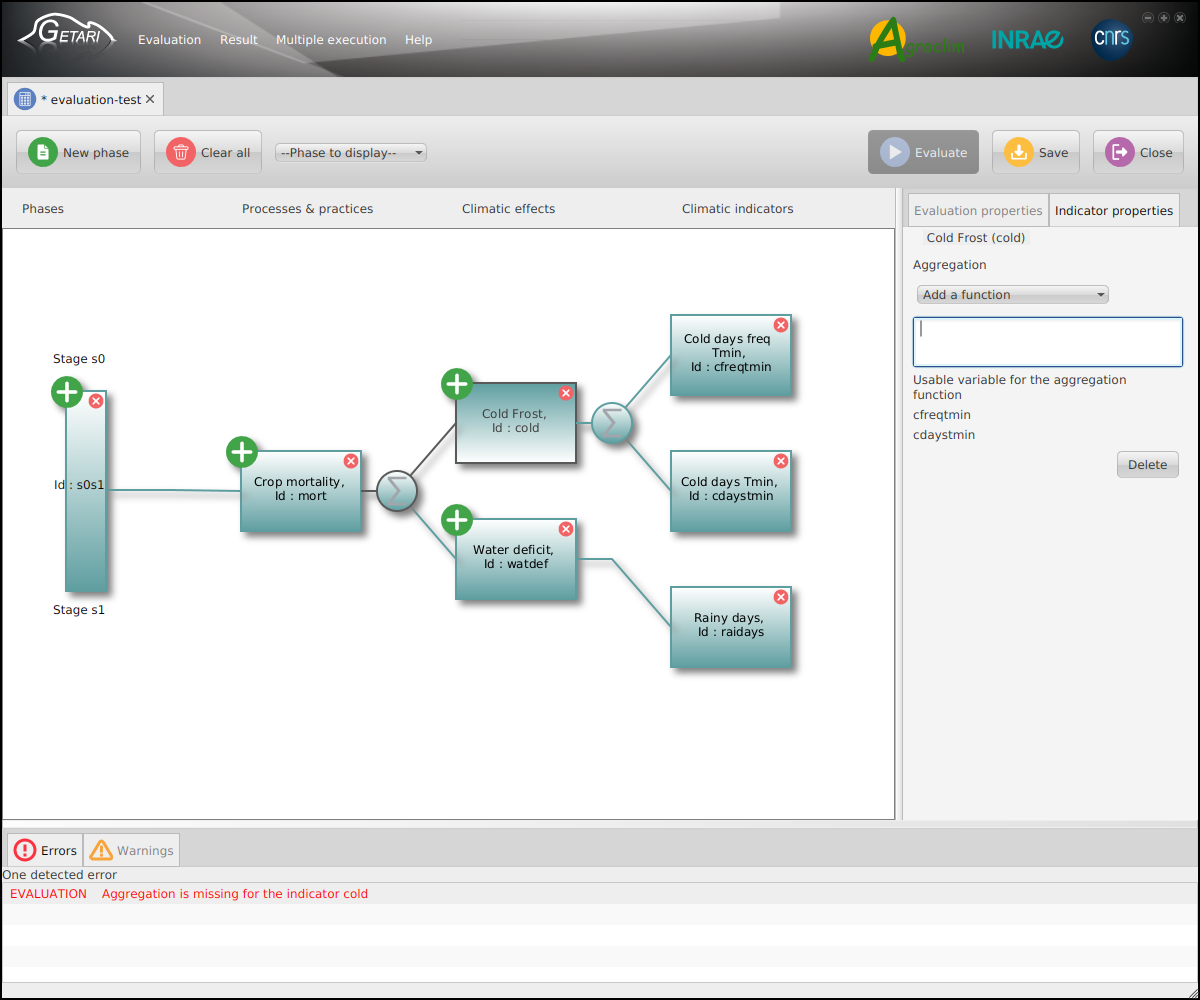 GETARI
Evaluation Result Multiple execution Help
Agroclim
INRAE
cnrs
* evaluation-test
New phase
Clear all
--Phase to display--
Evaluate
Save
Close
Phases
Processes & practices
Climatic effects
Climatic indicators
Evaluation properties
Indicator properties
Cold Frost (cold)
Aggregation
Add a function
Usable variable for the aggregation
function
cfreqtmin
cdaystmin
Delete
Stage s0
Id : s0s1
Stage s1
Crop mortality,
Id : mort
Σ
Cold Frost,
Id : cold
Water deficit,
Id : watdef
Σ
Cold days freq
Tmin,
Id : cfreqtmin
Cold days Tmin,
Id : cdaystmin
Rainy days,
Id : raidays
Errors
Warnings
One detected error
EVALUATION Aggregation is missing for the indicator cold